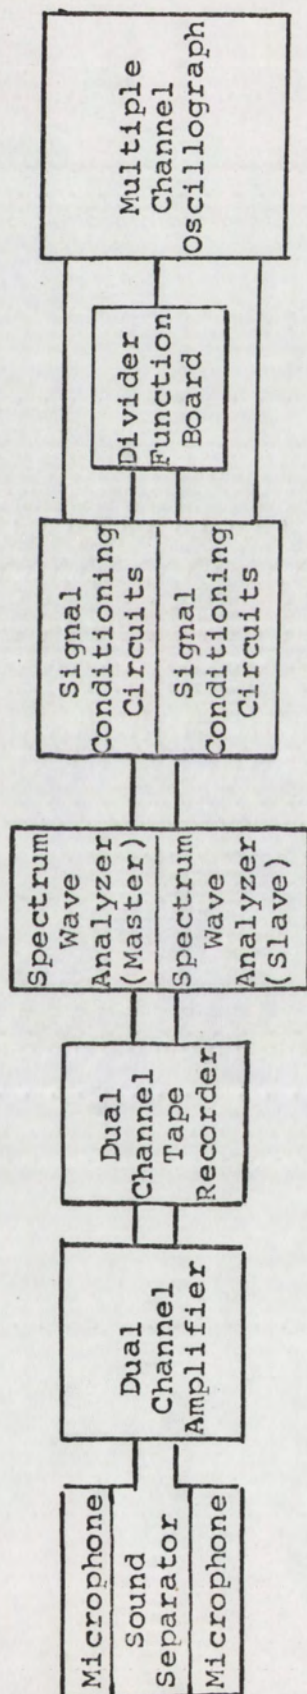 Microphone
Sound
Separator
Microphone
Dual
Channel
Amplifier
Dual
Channel
Tape
Recorder
Spectrum
Wave
Analyzer
(Master)
Spectrum
Wave
Analyzer
(Slave)
Signal
Conditioning
Circuits
Signal
Conditioning
Circuits
Divider
Function
Board
Multiple
Channel
Oscillograph